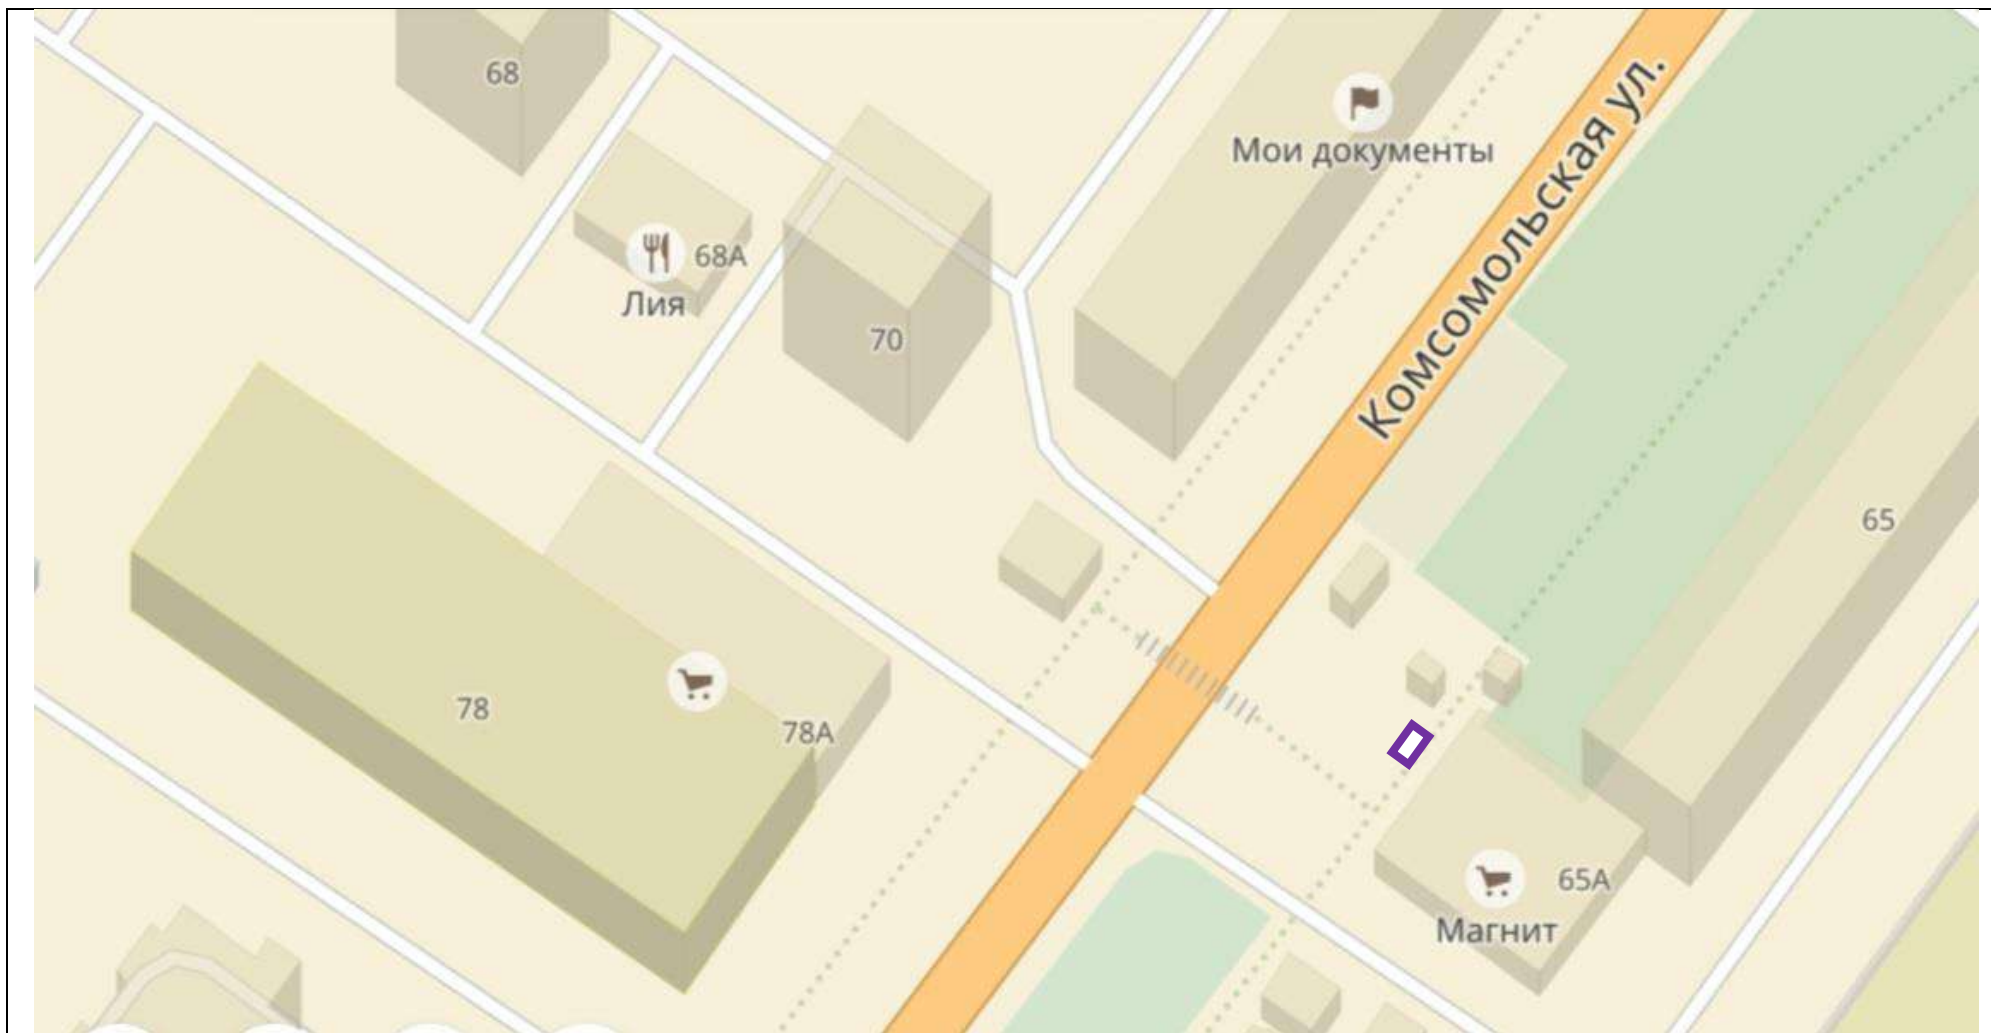 68
Мои документы
Комсомольская ул.
68А
Лия
70
65
78
78А
65А
Магнит